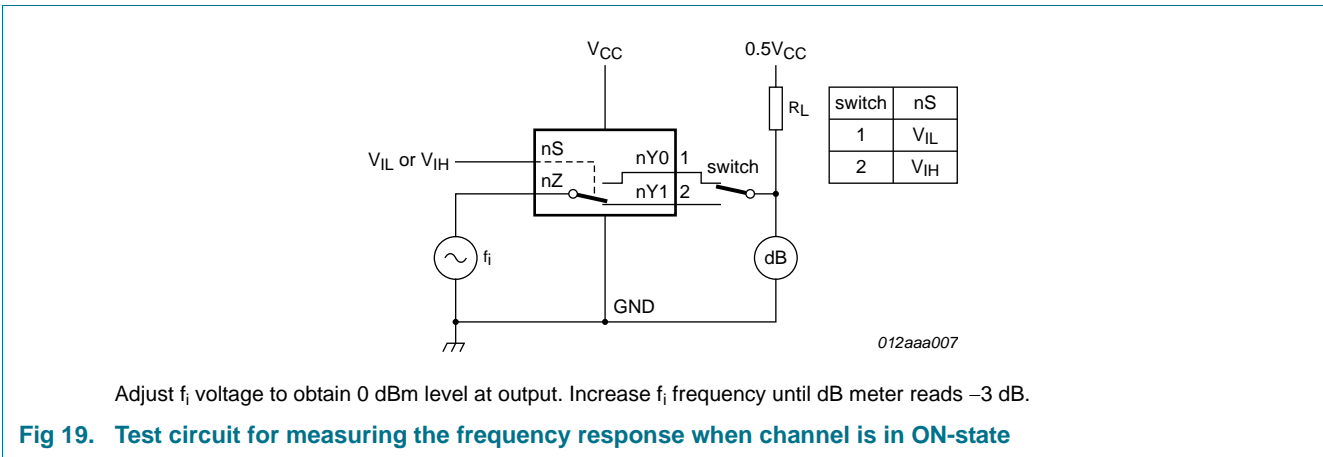 VCC 0.5VCC
RL
switch nS
1 VIL
2 VIH
VIL or VIH
nS
nZ
nY0 1
nY1 2
switch
fi
dB
GND
012aaa007
Adjust fi voltage to obtain 0 dBm level at output. Increase fi frequency until dB meter reads −3 dB.
Fig 19. Test circuit for measuring the frequency response when channel is in ON-state